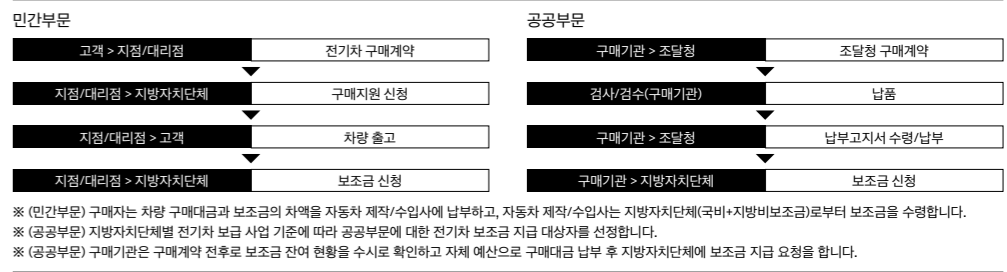 민간부문
고객 > 지점/대리점 전기차 구매계약
지점/대리점 > 지방자치단체 구매지원 신청
지점/대리점 > 고객 차량 출고
지점/대리점 > 지방자치단체 보조금 신청
공공부문
구매기관 > 조달청 조달청 구매계약
검사/검수(구매기관) 납품
구매기관 > 조달청 납부고지서 수령/납부
구매기관 > 지방자치단체 보조금 신청
※ (민간부문) 구매자는 차량 구매대금과 보조금의 차액을 자동차 제작/수입사에 납부하고, 자동차 제작/수입사는 지방자치단체(국비+지방비보조금)로부터 보조금을 수령합니다.
※ (공공부문) 지방자치단체별 전기차 보급 사업 기준에 따라 공공부문에 대한 전기차 보조금 지급 대상자를 선정합니다.
※ (공공부문) 구매기관은 구매계약 전후로 보조금 잔여 현황을 수시로 확인하고 자체 예산으로 구매대금 납부 후 지방자치단체에 보조금 지급 요청을 합니다.